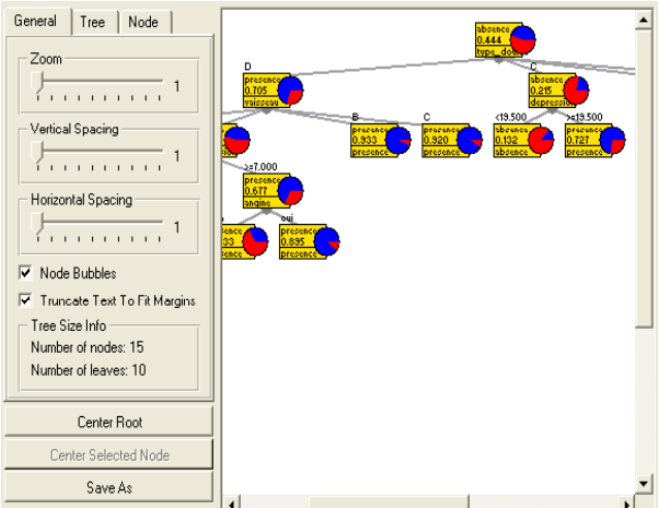 General
Tree
Node
Zoom
1
Vertical Spacing
1
Horizontal Spacing
1
Node Bubbles
Truncate Text To Fit Margins
Tree Size Info
Number of nodes: 15
Number of leaves: 10
Center Root
Center Selected Node
Save As
absence
0.444
D
presence
0.705
vaisseau
C
absence
0.215
B
presence
0.933
presence
C
presence
0.920
presence
<19.500
absence
0.132
absence
>=19.500
presence
0.727
presence
>=7.000
presence
0.677
angine
oui
presence
0.895
presence